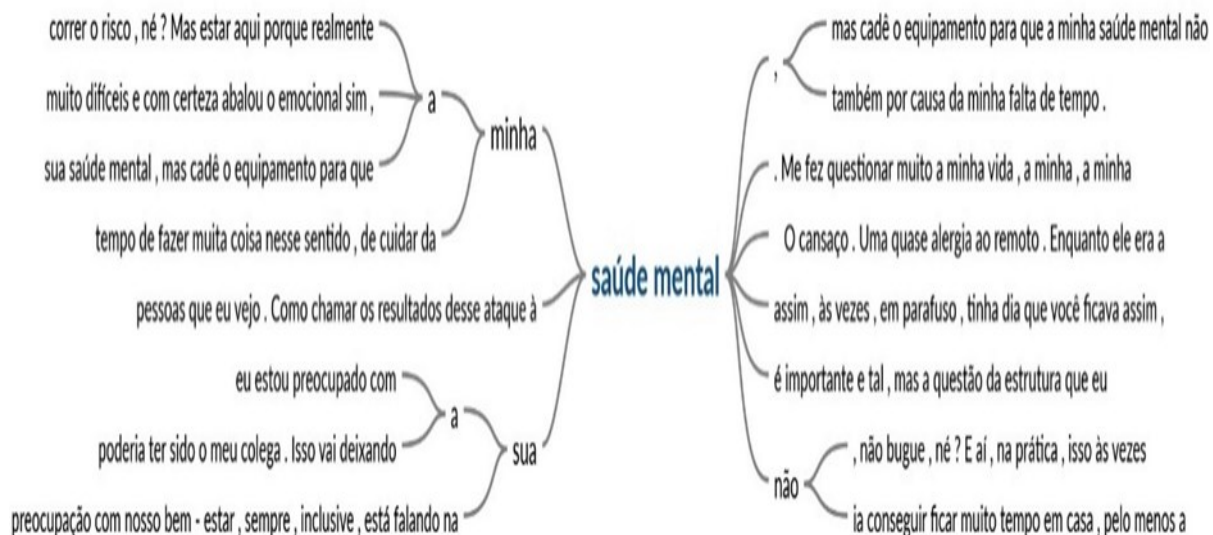 correr o risco , né ? Mas estar aqui porque realmente
muito difíceis e com certeza abalou o emocional sim ,
sua saúde mental , mas cadê o equipamento para que
a
minha
tempo de fazer muita coisa nesse sentido , de cuidar da
pessoas que eu vejo . Como chamar os resultados desse ataque à
eu estou preocupado com
poderia ter sido o meu colega . Isso vai deixando
a
sua
preocupação com nosso bem - estar , sempre , inclusive , está falando na
saúde mental
,
mas cadê o equipamento para que a minha saúde mental não
também por causa da minha falta de tempo .
. Me fez questionar muito a minha vida , a minha , a minha
O cansaço . Uma quase alergia ao remoto . Enquanto ele era a
assim , às vezes , em parafuso , tinha dia que você ficava assim ,
é importante e tal , mas a questão da estrutura que eu
não
, não bugue , né ? E aí , na prática , isso às vezes
ia conseguir ficar muito tempo em casa , pelo menos a